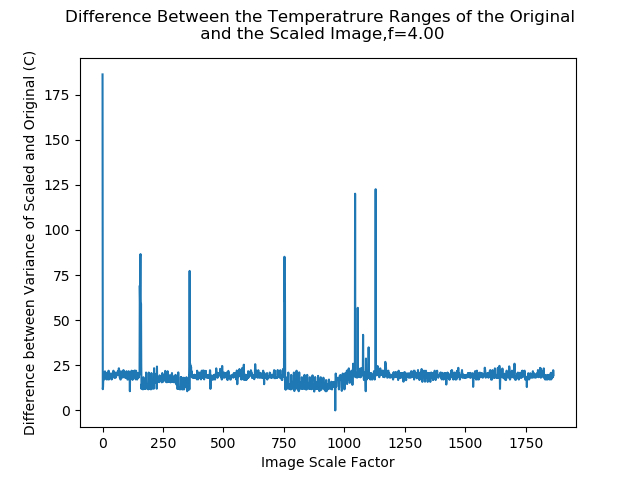 Difference Between the Temperatrure Ranges of the Original
and the Scaled Image,f=4.00
Difference between Variance of Scaled and Original (C)
175
150
125
100
75
50
25
0
0 250 500 750 1000 1250 1500 1750
Image Scale Factor